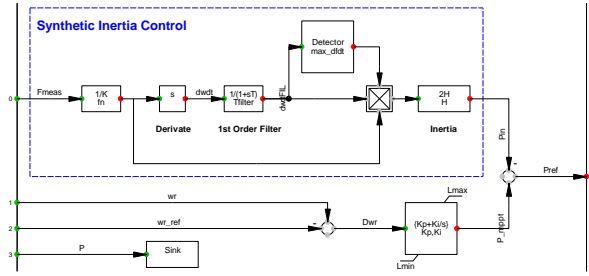 Synthetic Inertia Control
Detector
max_dfdt
0
Fmeas
1/K
fn
s
dwdt
1/(1+sT)
Tfilter
dwdFIL
2H
H
Derivate
1st Order Filter
Inertia
Pin
-
Pref
1
wr
Lmax
2
wr_ref
-
Dwr
{Kp+Ki/s}
Kp,Ki
P_mppt
3
P
Sink
Lmin